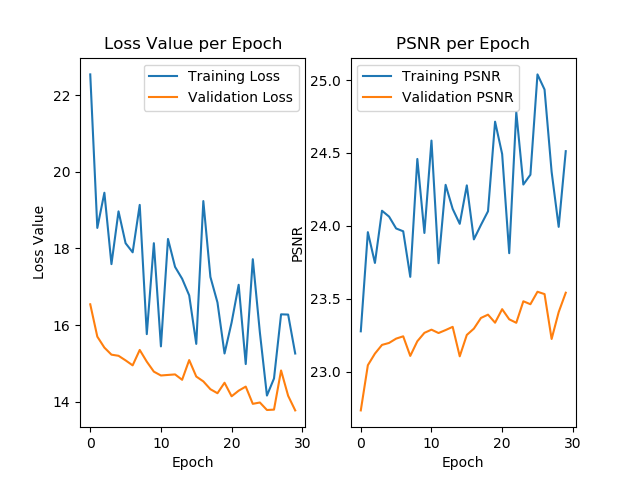 Loss Value per Epoch
Training Loss
Validation Loss
22
20
18
16
14
Loss Value
0
10
20
30
Epoch
PSNR per Epoch
Training PSNR
Validation PSNR
25.0
24.5
24.0
23.5
23.0
PSNR
0
10
20
30
Epoch